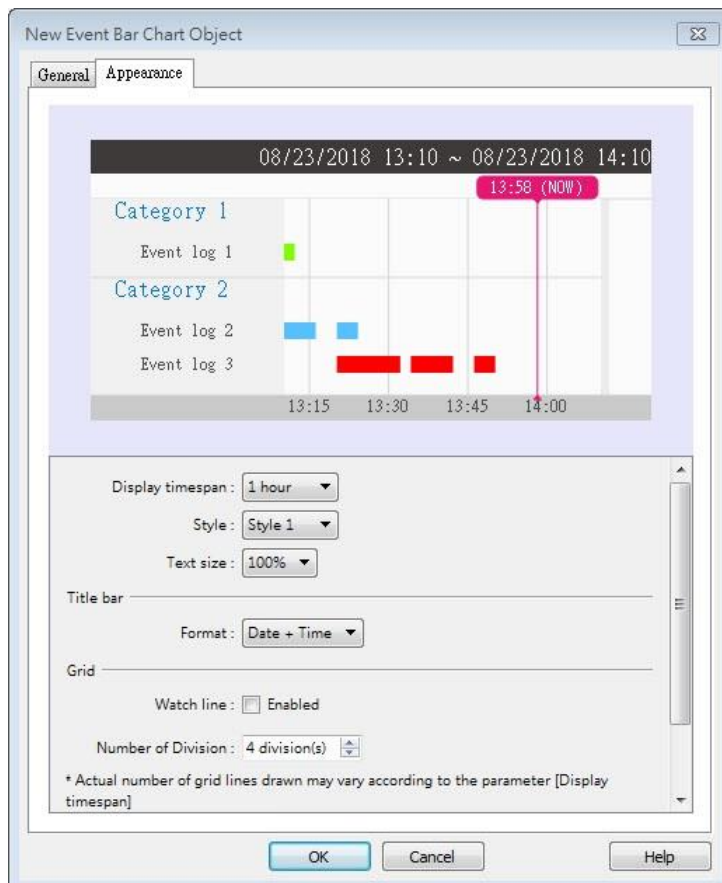 New Event Bar Chart Object
General Appearance
08/23/2018 13:10 ~ 08/23/2018 14:10
13:58 (NOW)
Category 1
Event log 1
Category 2
Event log 2
Event log 3
13:15 13:30 13:45 14:00
Display timespan : 1 hour
Style : Style 1
Text size : 100%
Title bar
Format : Date + Time
Grid
Watch line : Enabled
Number of Division : 4 division(s)
* Actual number of grid lines drawn may vary according to the parameter [Display
timespan]
OK Cancel Help